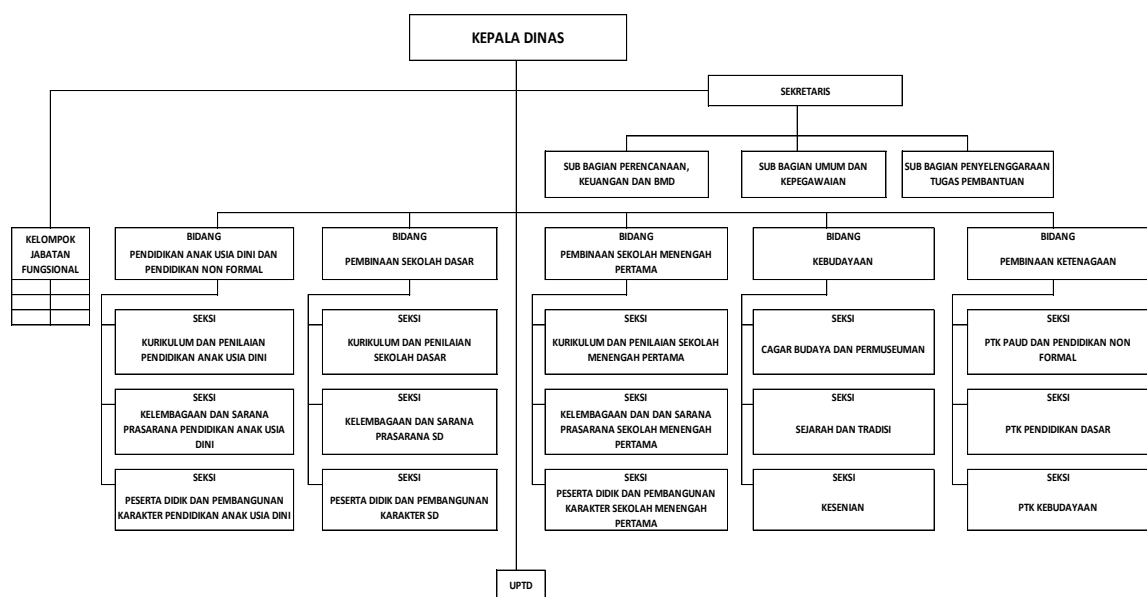 KEPALA DINAS
SEKRETARIS
SUB BAGIAN PERENCANAAN,
KEUANGAN DAN BMD
SUB BAGIAN UMUM DAN
KEPEGAWAIAN
SUB BAGIAN PENYELENGGARAAN
TUGAS PEMBANTUAN
KELOMPOK
JABATAN
FUNGSIONAL
BIDANG
PENDIDIKAN ANAK USIA DINI DAN
PENDIDIKAN NON FORMAL
BIDANG
PEMBINAAN SEKOLAH DASAR
BIDANG
PEMBINAAN SEKOLAH MENENGAH
PERTAMA
BIDANG
KEBUDAYAAN
BIDANG
PEMBINAAN KETENAGAAN
SEKSI
KURIKULUM DAN PENILAIAN
PENDIDIKAN ANAK USIA DINI
SEKSI
KURIKULUM DAN PENILAIAN
SEKOLAH DASAR
SEKSI
KURIKULUM DAN PENILAIAN SEKOLAH
MENENGAH PERTAMA
SEKSI
CAGAR BUDAYA DAN PERMUSEUMAN
SEKSI
PTK PAUD DAN PENDIDIKAN NON
FORMAL
SEKSI
KELEMBAGAAN DAN SARANA
PRASARANA PENDIDIKAN ANAK USIA
DINI
SEKSI
KELEMBAGAAN DAN SARANA
PRASARANA SD
SEKSI
KELEMBAGAAN DAN DAN SARANA
PRASARANA SEKOLAH MENENGAH
PERTAMA
SEKSI
SEJARAH DAN TRADISI
SEKSI
PTK PENDIDIKAN DASAR
SEKSI
PESERTA DIDIK DAN PEMBANGUNAN
KARAKTER PENDIDIKAN ANAK USIA DINI
SEKSI
PESERTA DIDIK DAN PEMBANGUNAN
KARAKTER SD
SEKSI
PESERTA DIDIK DAN PEMBANGUNAN
KARAKTER SEKOLAH MENENGAH
PERTAMA
SEKSI
KESENIAN
SEKSI
PTK KEBUDAYAAN
UPTD